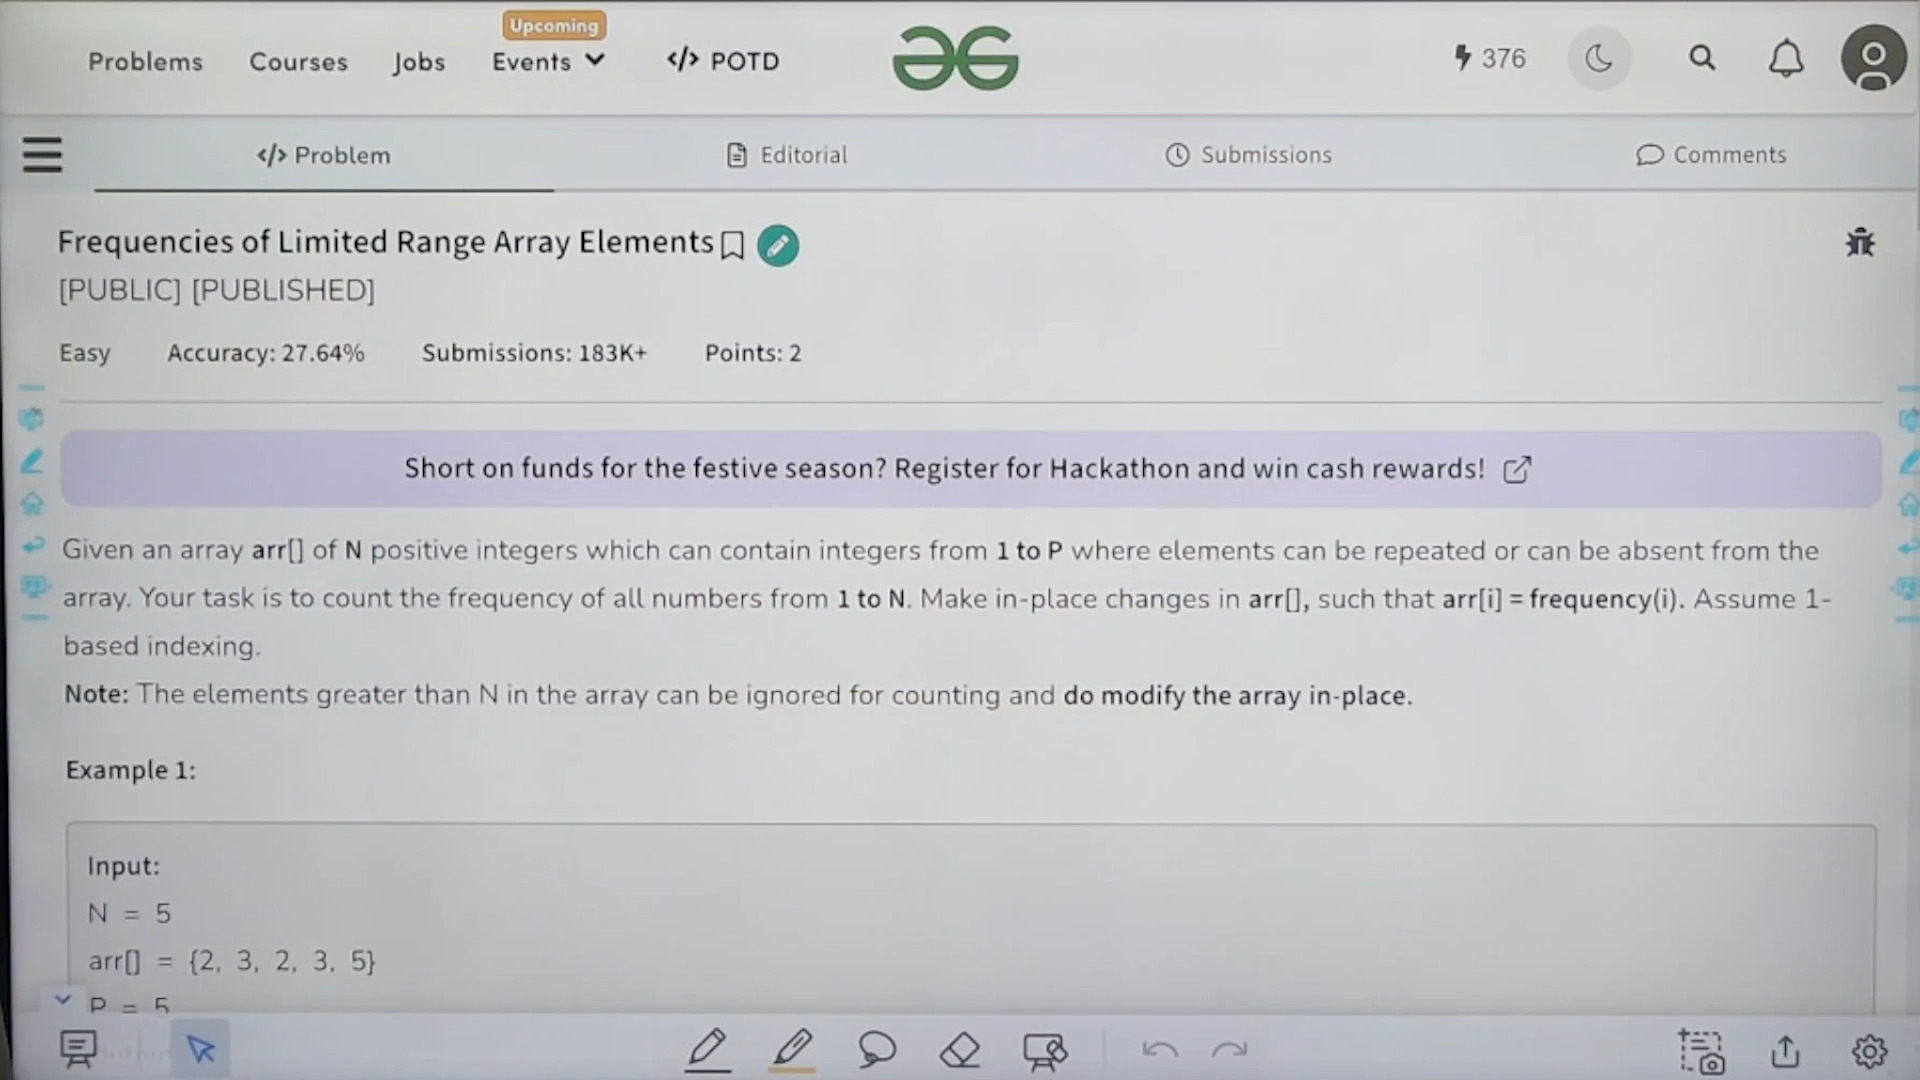 Upcoming
Problems Courses Jobs Events </> POTD 376
</> Problem Editorial Submissions Comments
Frequencies of Limited Range Array Elements
[PUBLIC] [PUBLISHED]
Easy Accuracy: 27.64% Submissions: 183K+ Points: 2
Short on funds for the festive season? Register for Hackathon and win cash rewards!
Given an array arr[] of N positive integers which can contain integers from 1 to P where elements can be repeated or can be absent from the
array. Your task is to count the frequency of all numbers from 1 to N. Make in-place changes in arr[], such that arr[i] = frequency(i). Assume 1-
based indexing.
Note: The elements greater than N in the array can be ignored for counting and do modify the array in-place.
Example 1:
Input:
N = 5
arr[] = {2, 3, 2, 3, 5}
P = 5